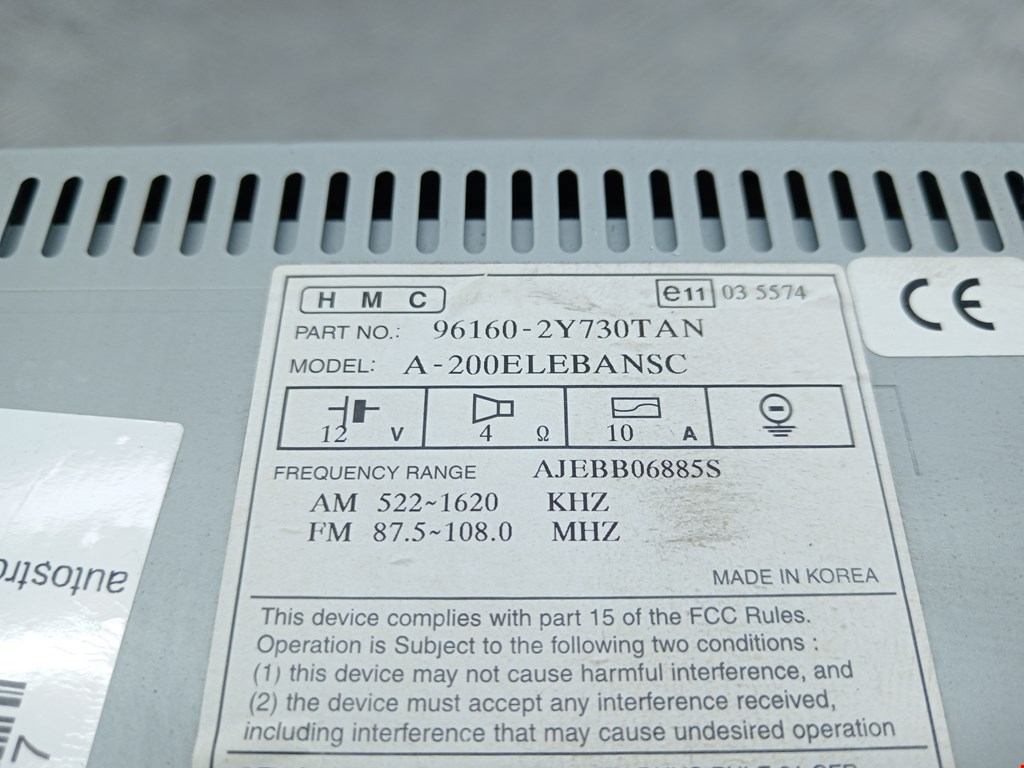 H M C
e11 03 5574
PART NO.: 96160-2Y730TAN
MODEL: A-200ELEBANSC
12 V 4 Ω 10 A
FREQUENCY RANGE AJEBB06885S
AM 522~1620 KHZ
FM 87.5~108.0 MHZ
MADE IN KOREA
This device complies with part 15 of the FCC Rules.
Operation is Subject to the following two conditions :
(1) this device may not cause harmful interference, and
(2) the device must accept any interference received,
including interference that may cause undesired operation
CE
7